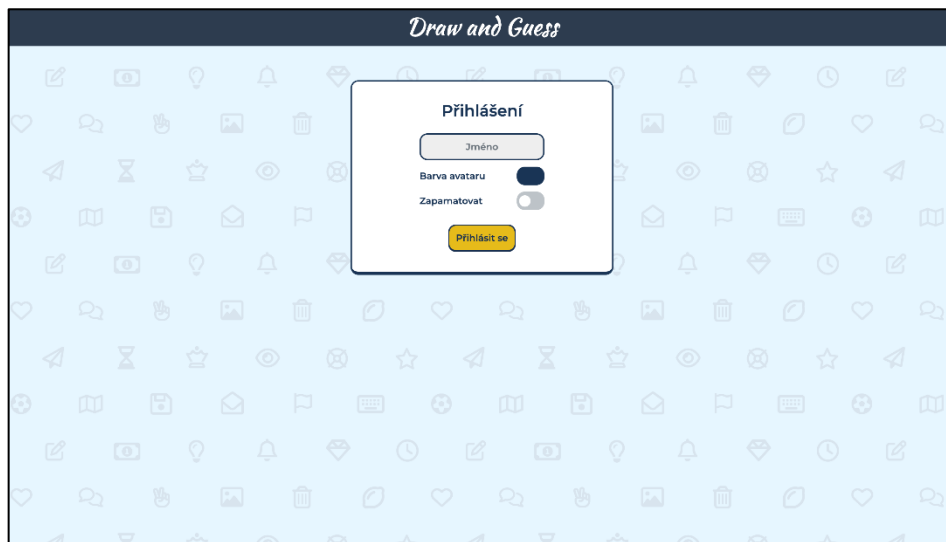 Draw and Guess
Přihlášení
Jméno
Barva avataru
Zapamatovat
Přihlásit se